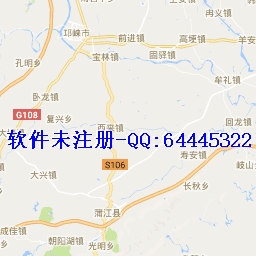 冉义镇
邛崃市
前进镇
高埂镇
羊安
孔明乡
宝林镇
固驿镇
卧龙镇
牟礼镇
G108
复兴乡
西来镇
回龙镇
软件未注册-QQ:64445322
寿安镇
S106
岐山
大兴镇
大兴镇
长秋乡
蒲江县
成佳镇
朝阳湖镇
光明乡